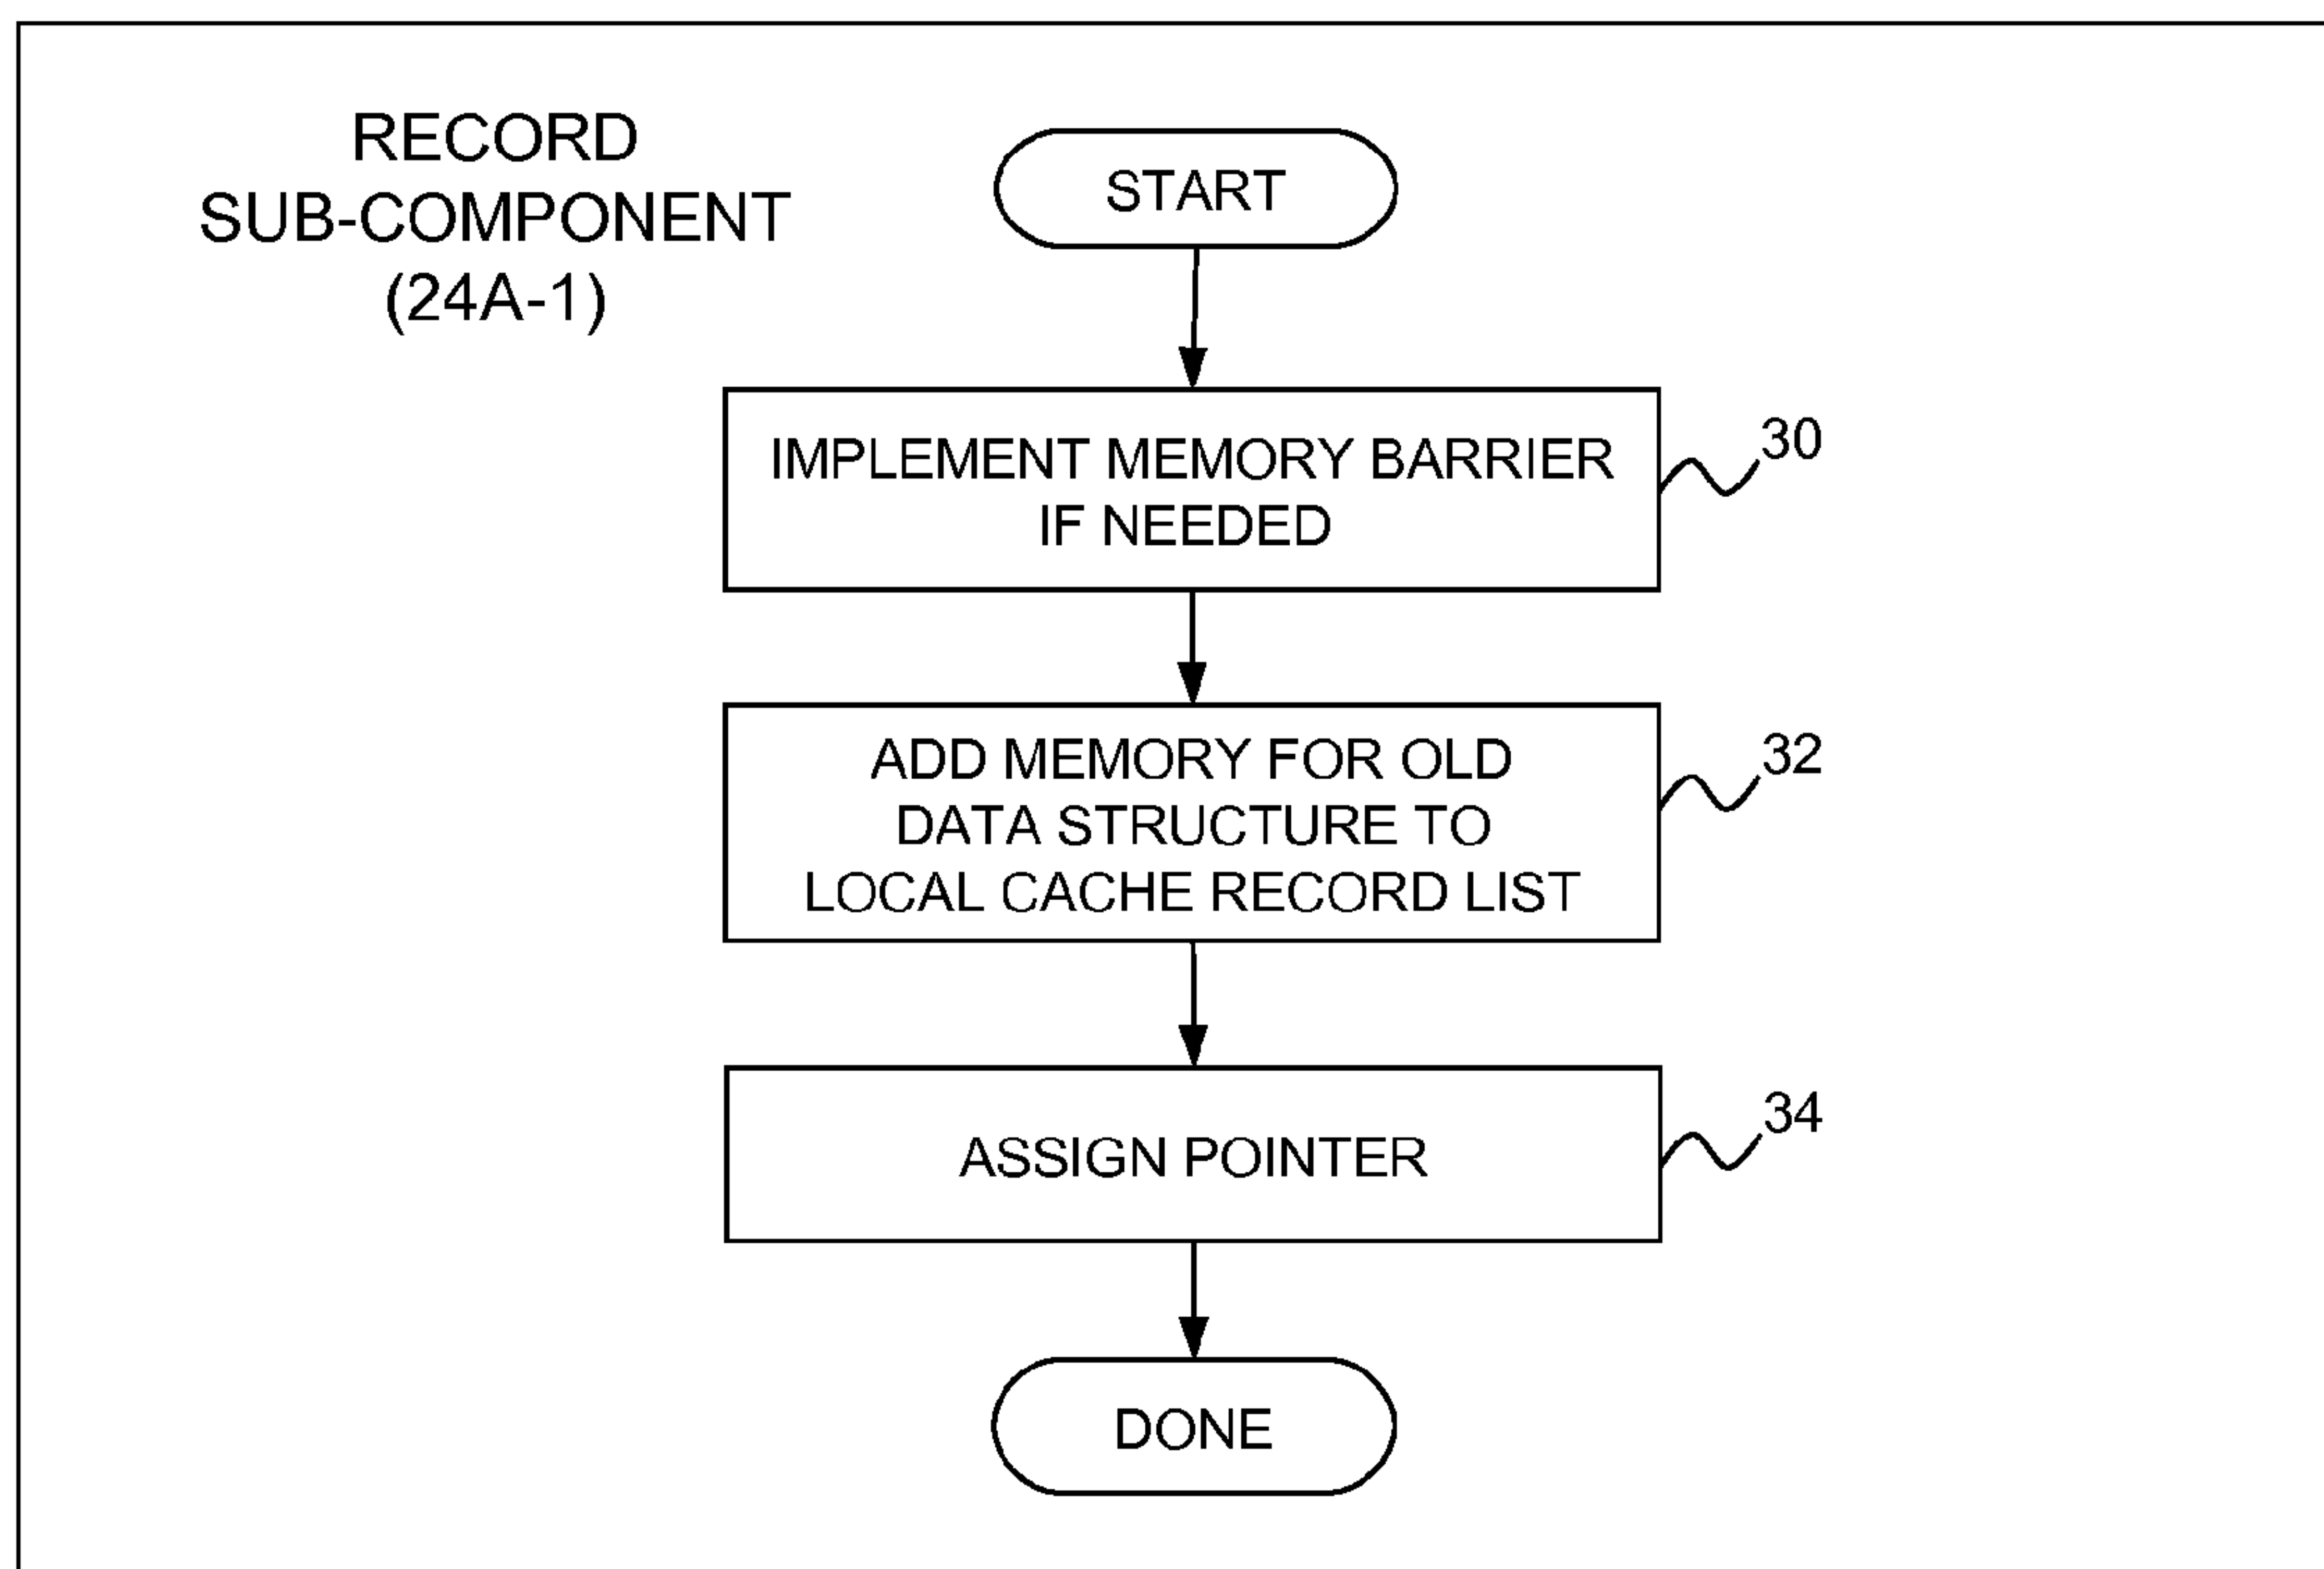 RECORD
SUB-COMPONENT
(24A-1)
START
IMPLEMENT MEMORY BARRIER
IF NEEDED
30
ADD MEMORY FOR OLD
DATA STRUCTURE TO
LOCAL CACHE RECORD LIST
32
ASSIGN POINTER
34
DONE